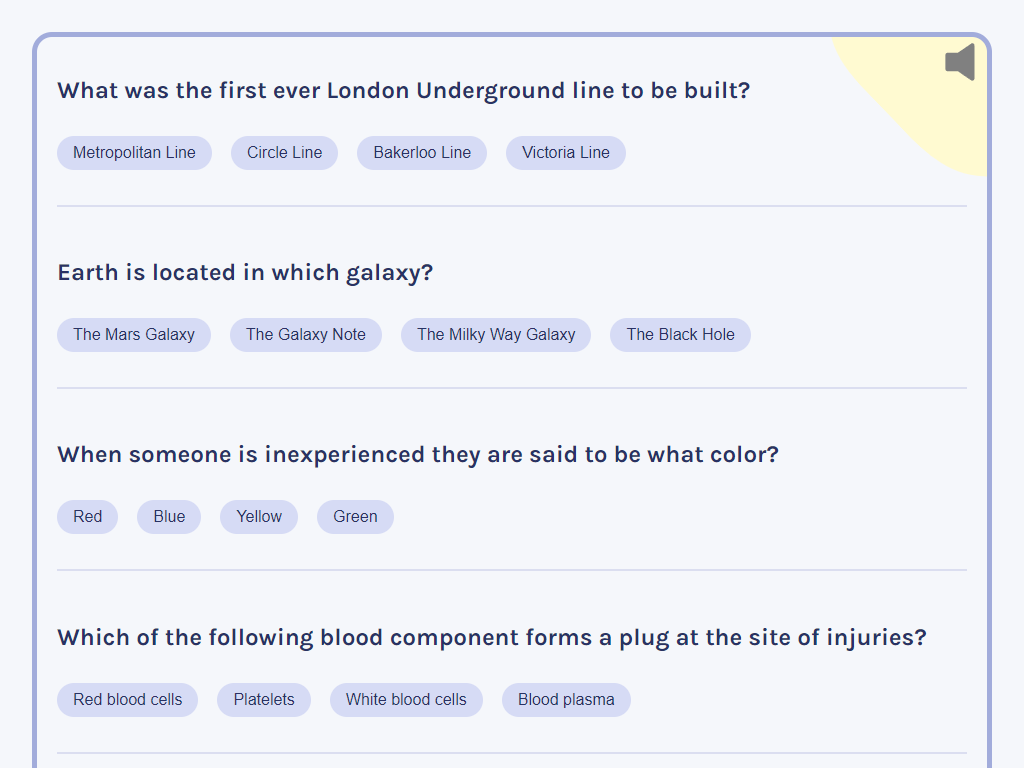 What was the first ever London Underground line to be built?
Metropolitan Line Circle Line Bakerloo Line Victoria Line
Earth is located in which galaxy?
The Mars Galaxy The Galaxy Note The Milky Way Galaxy The Black Hole
When someone is inexperienced they are said to be what color?
Red Blue Yellow Green
Which of the following blood component forms a plug at the site of injuries?
Red blood cells Platelets White blood cells Blood plasma